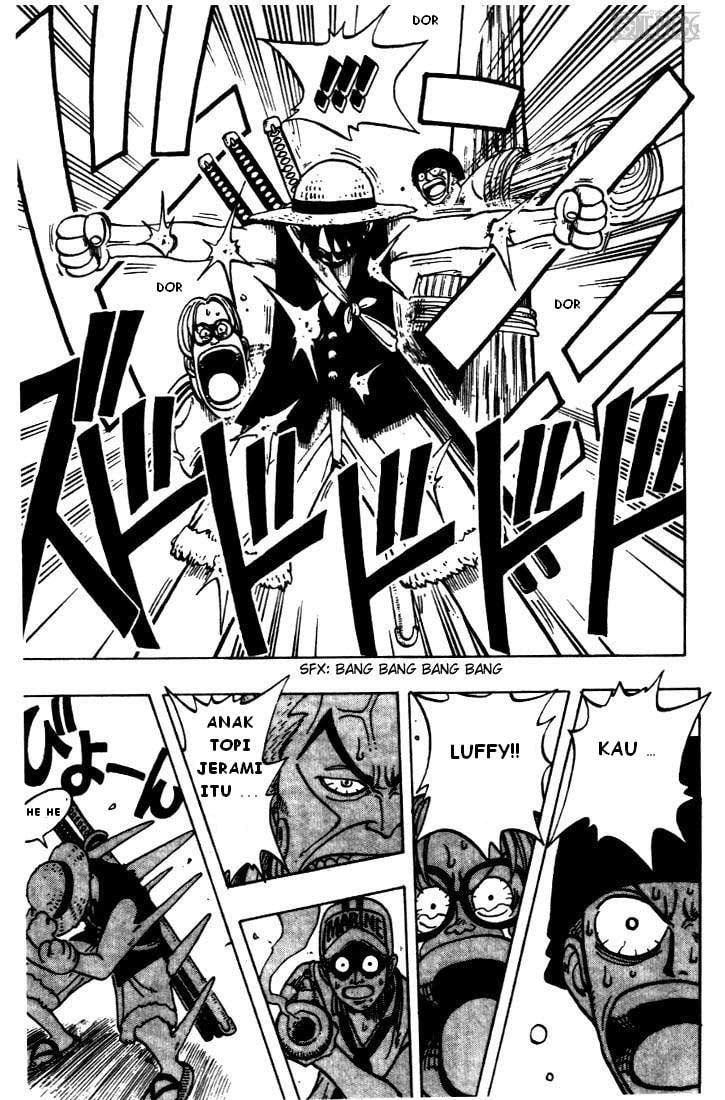 DOR
!!!
DOR
DOR
ズドドドドド
SFX: BANG BANG BANG BANG
KAU ...
LUFFY!!
ANAK
TOPI
JERAMI
ITU ...
MARINE
びよーん
HE HE